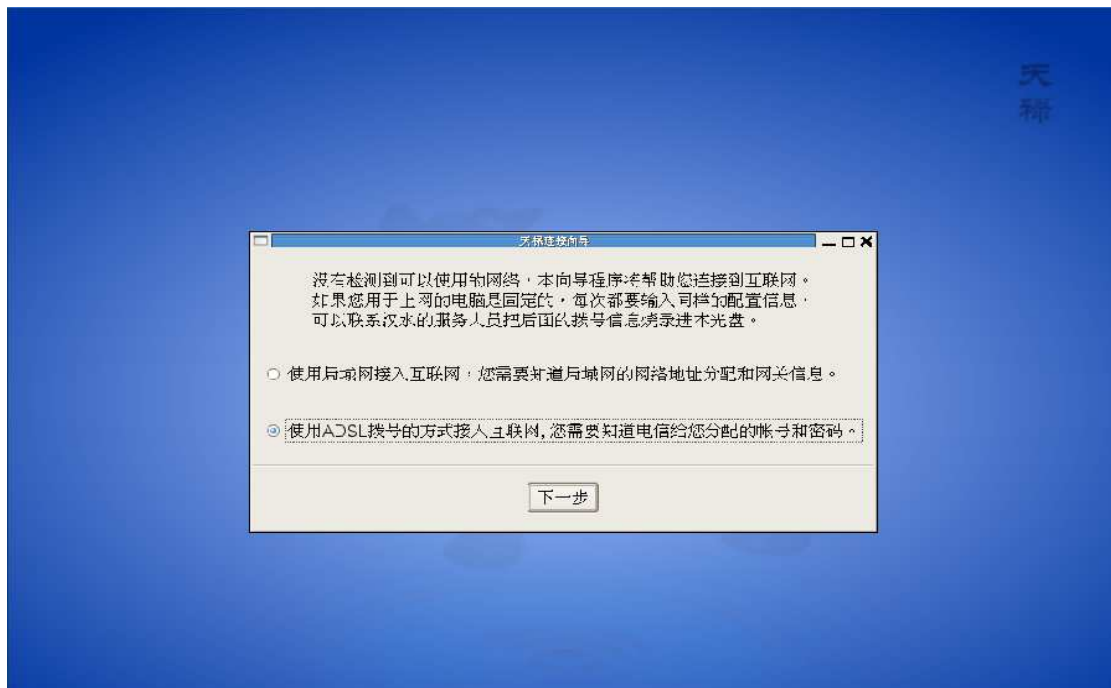 天
稀
天稀连接向导
没有检测到可以使用的网络,本向导程序将帮助您连接到互联网。
如果您用于上网的电脑是固定的,每次都要输入同样的配置信息,
可以联系汉水的服务人员把后面的拨号信息烧录进本光盘。
使用局域网接入互联网,您需要知道局域网的网络地址分配和网关信息。
使用ADSL拨号的方式接入互联网,您需要知道电信给您分配的帐号和密码。
下一步